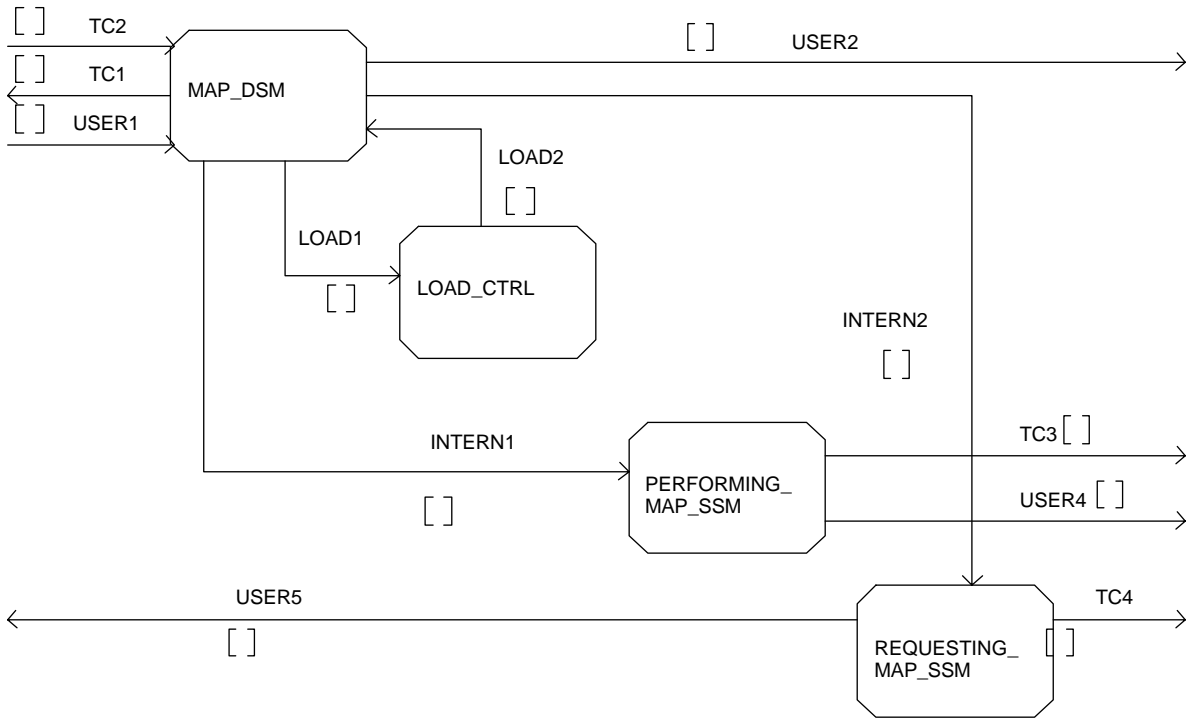 [ ] TC2
[ ] USER2
[ ] TC1
MAP_DSM
[ ] USER1
LOAD2
[ ]
LOAD1
LOAD_CTRL
[ ]
INTERN2
[ ]
INTERN1
TC3 [ ]
PERFORMING_
MAP_SSM
USER4 [ ]
[ ]
USER5
TC4
[ ]
REQUESTING_
MAP_SSM
[ ]